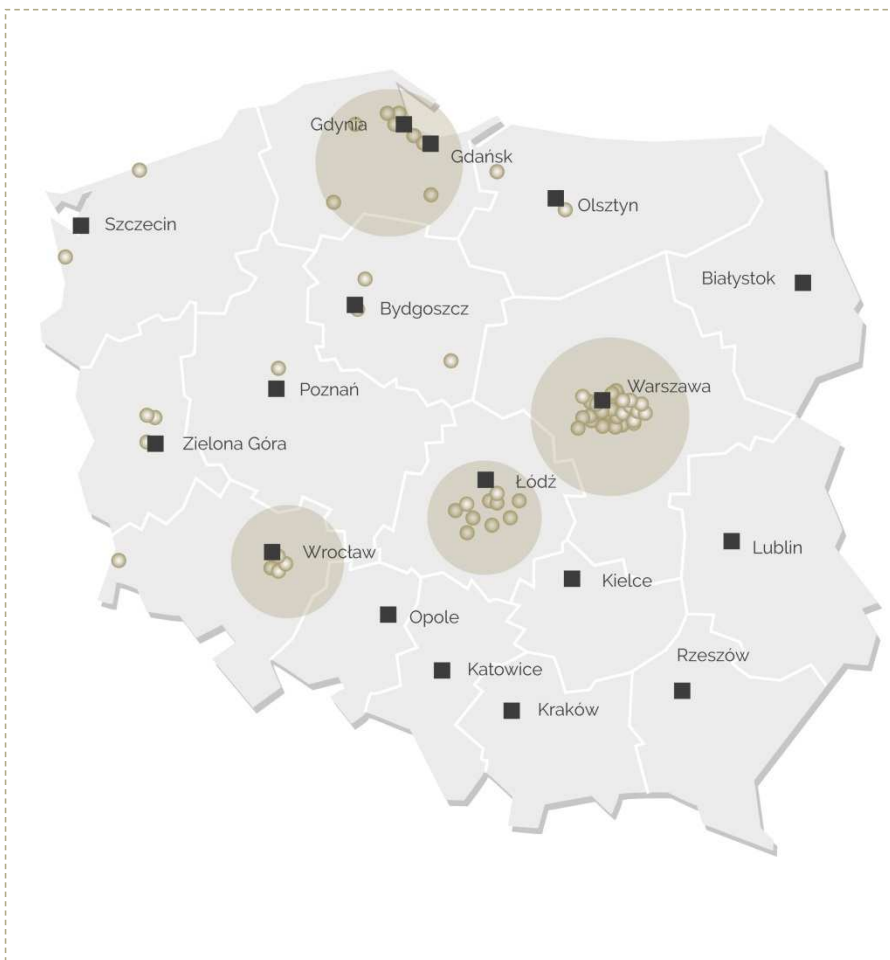 Gdynia
Gdańsk
Szczecin
Olsztyn
Białystok
Bydgoszcz
Warszawa
Poznań
Zielona Góra
Łódź
Wrocław
Lublin
Kielce
Opole
Rzeszów
Katowice
Kraków